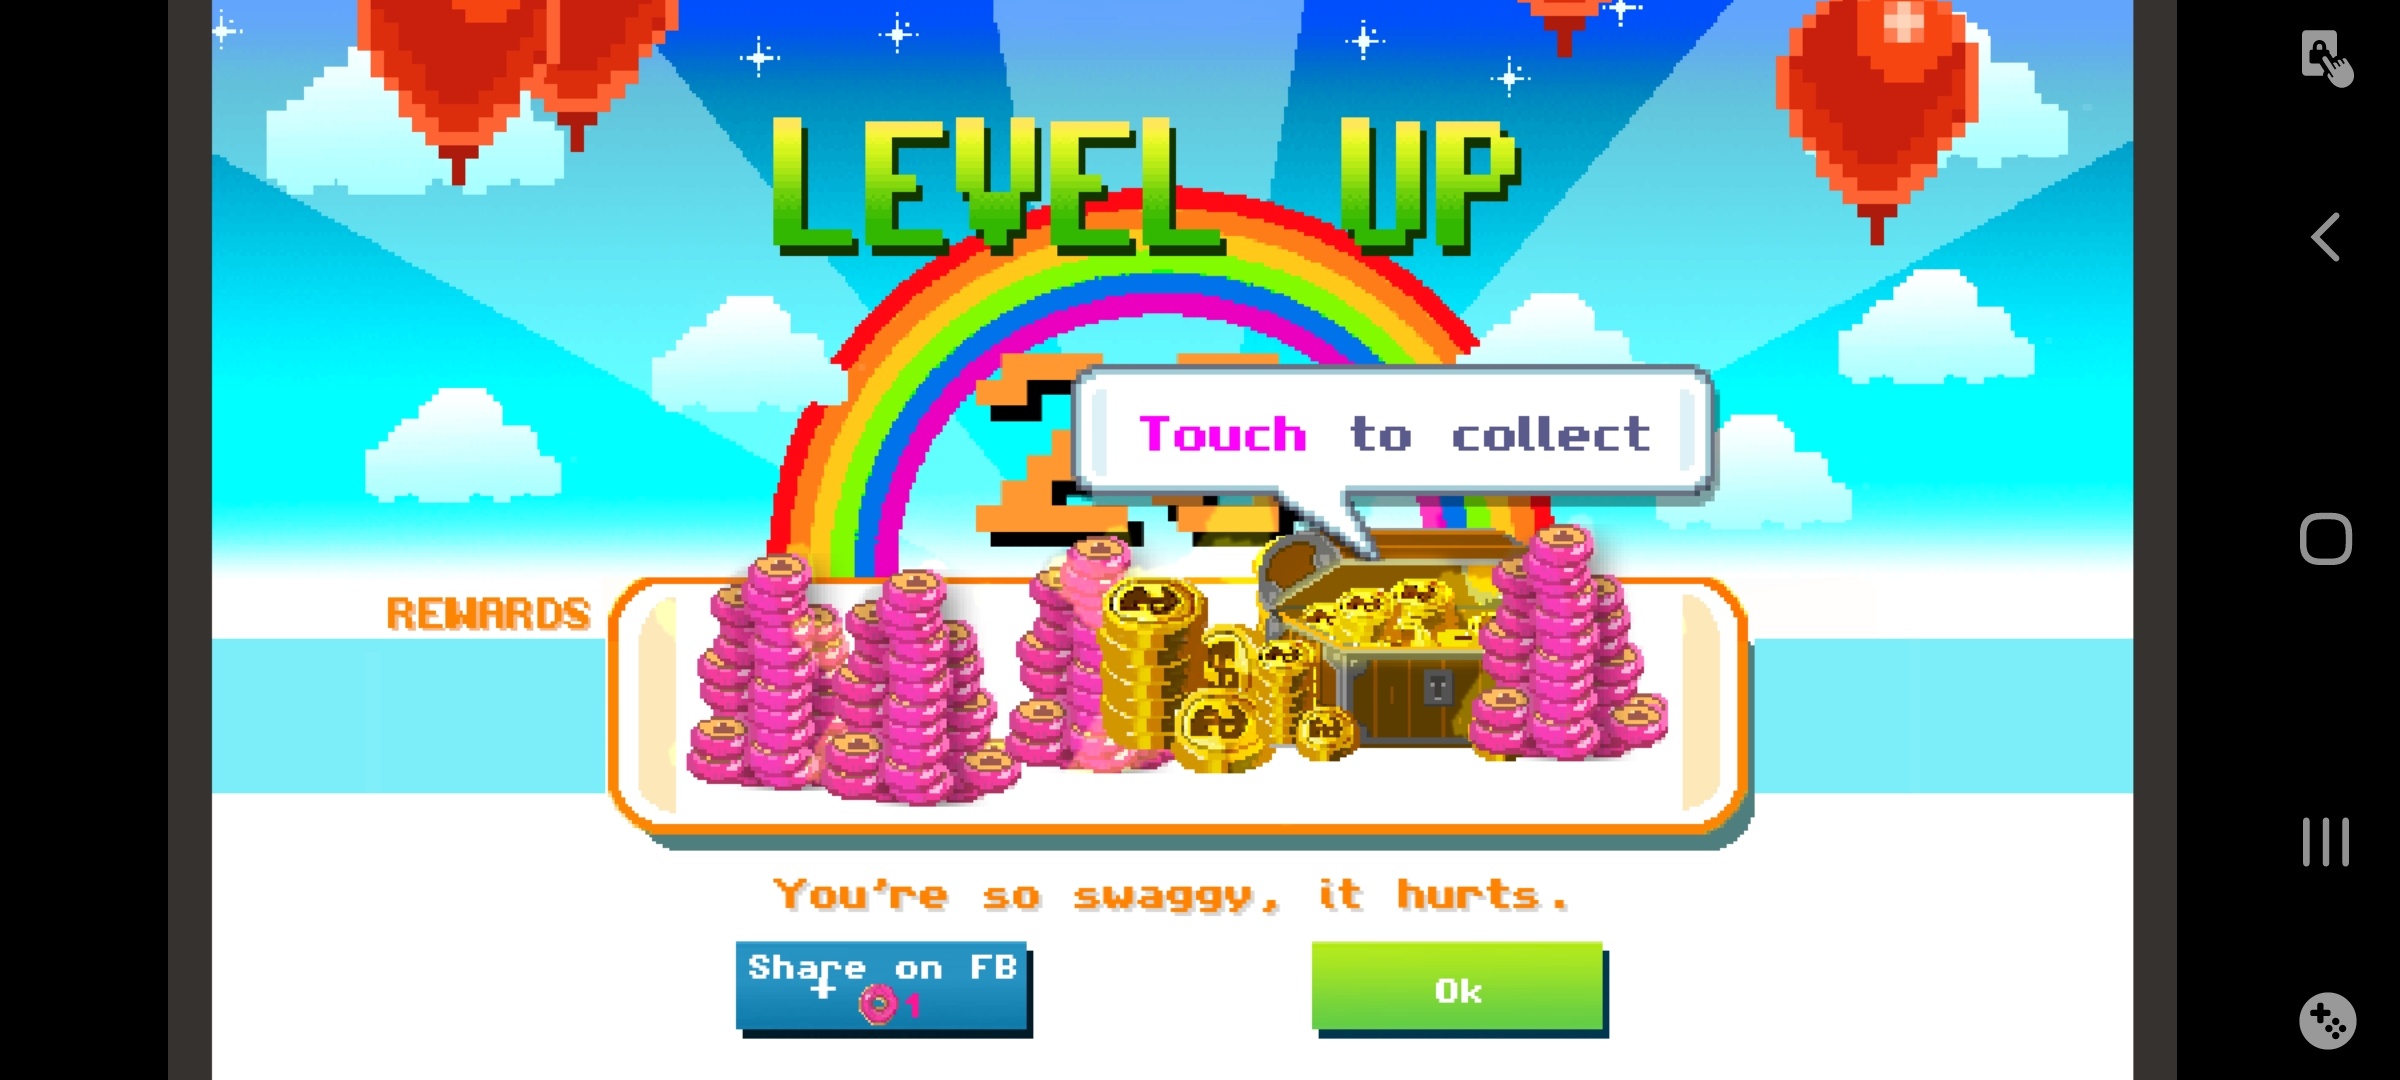 LEVEL UP
Touch to collect
REWARDS
You're so swaggy, it hurts.
Share on FB
+ 1
Ok